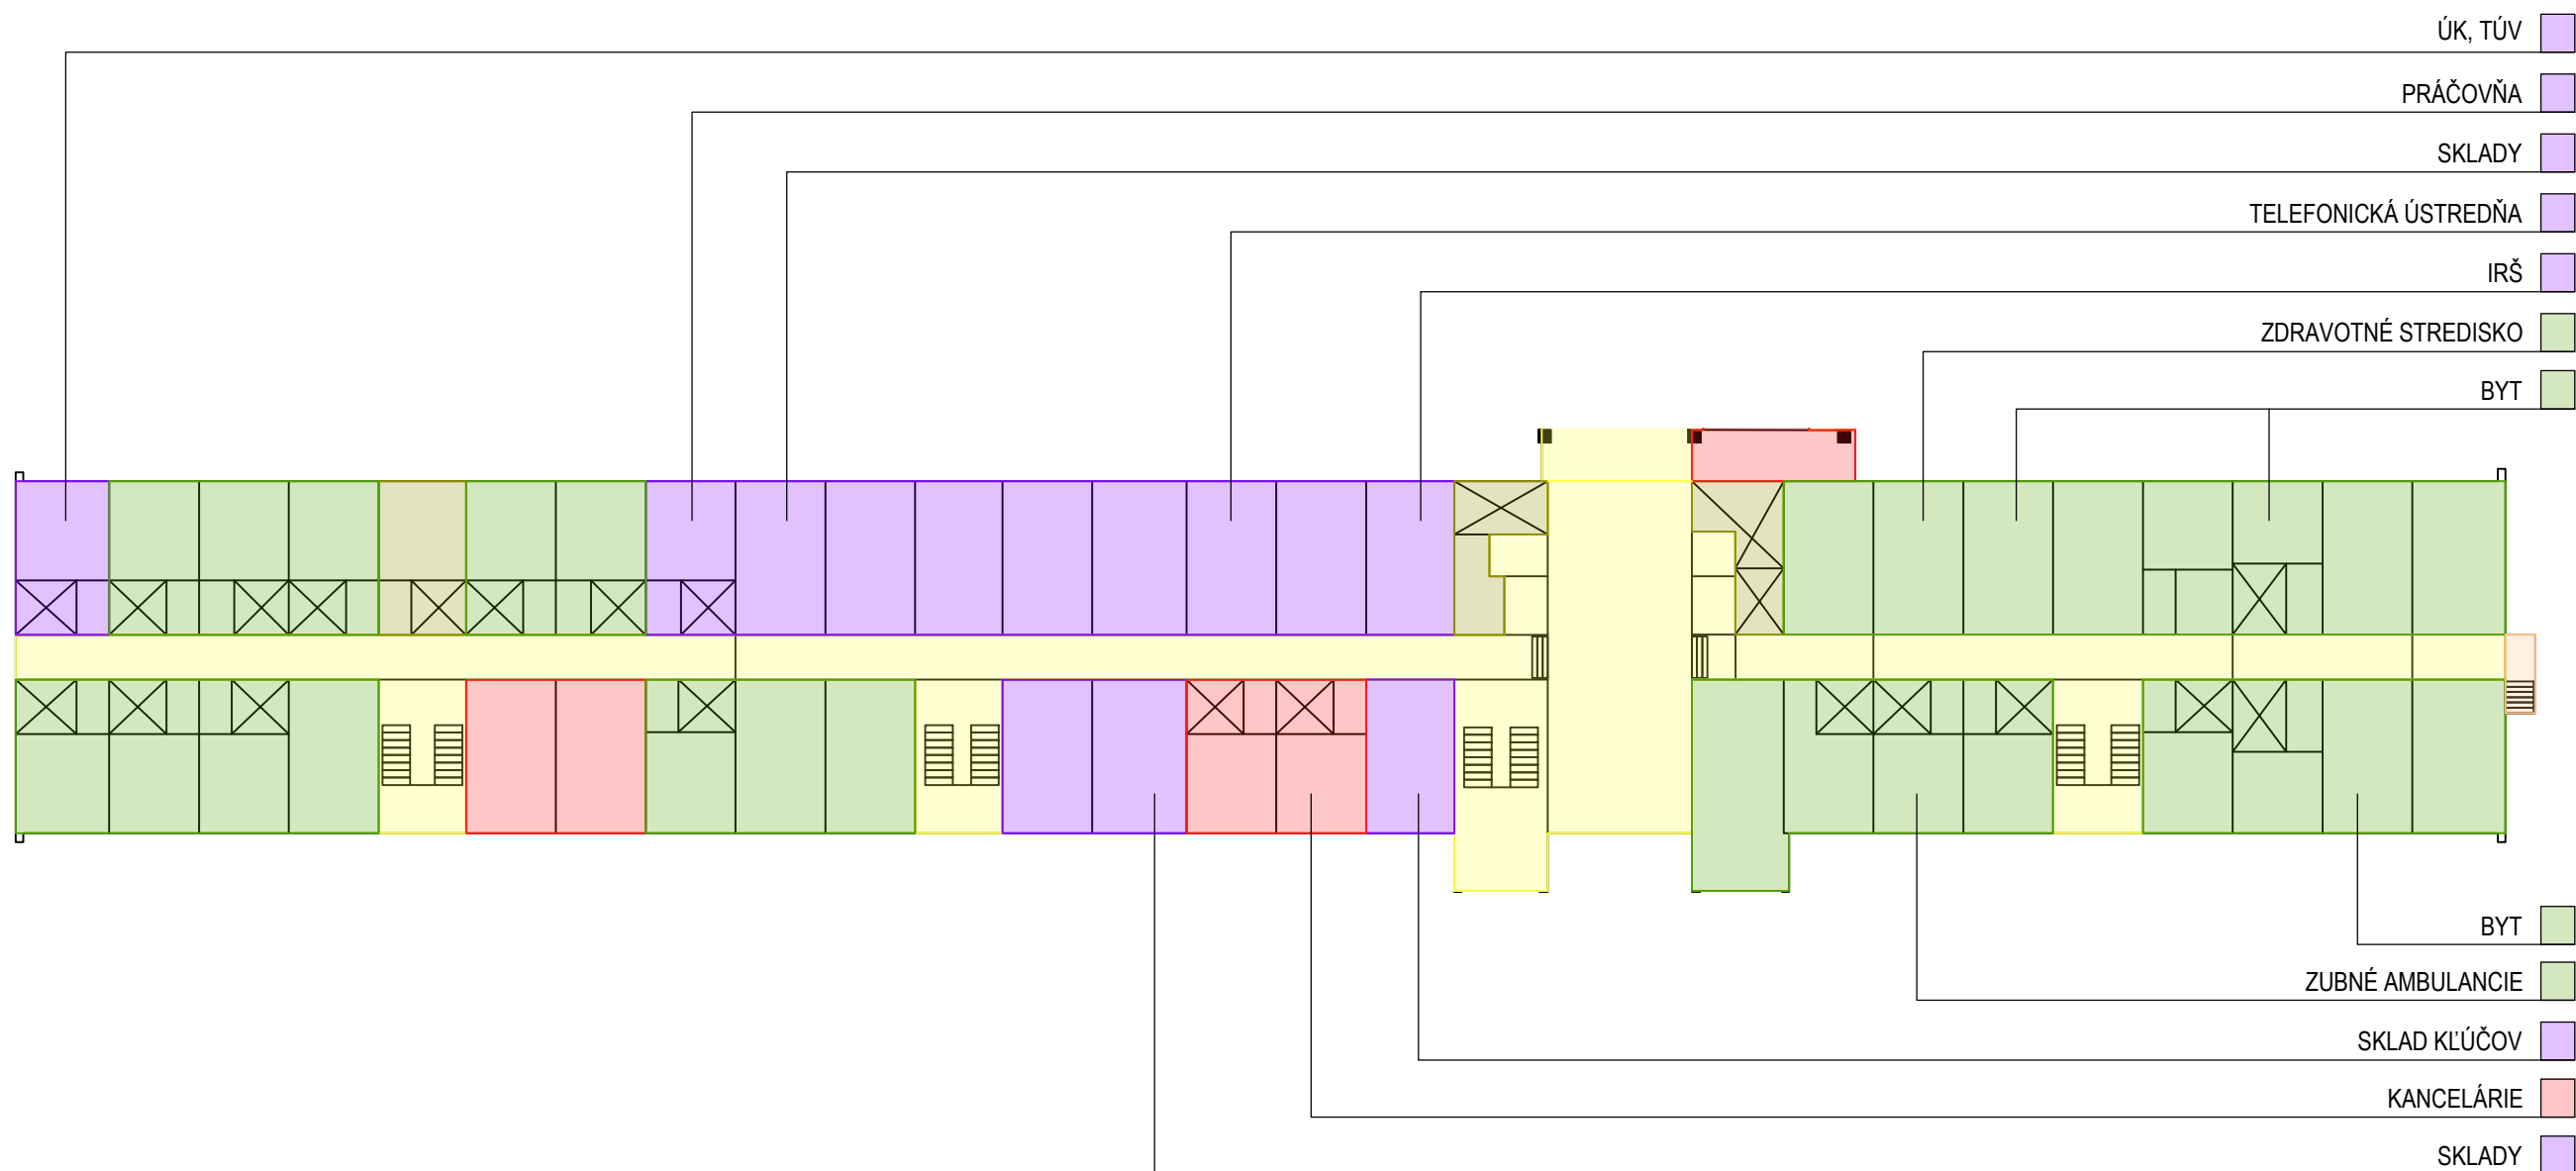 ÚK, TÚV
PRÁČOVŇA
SKLADY
TELEFONICKÁ ÚSTREDŇA
IRŠ
ZDRAVOTNÉ STREDISKO
BYT
BYT
ZUBNÉ AMBULANCIE
SKLAD KĽÚČOV
KANCELÁRIE
SKLADY